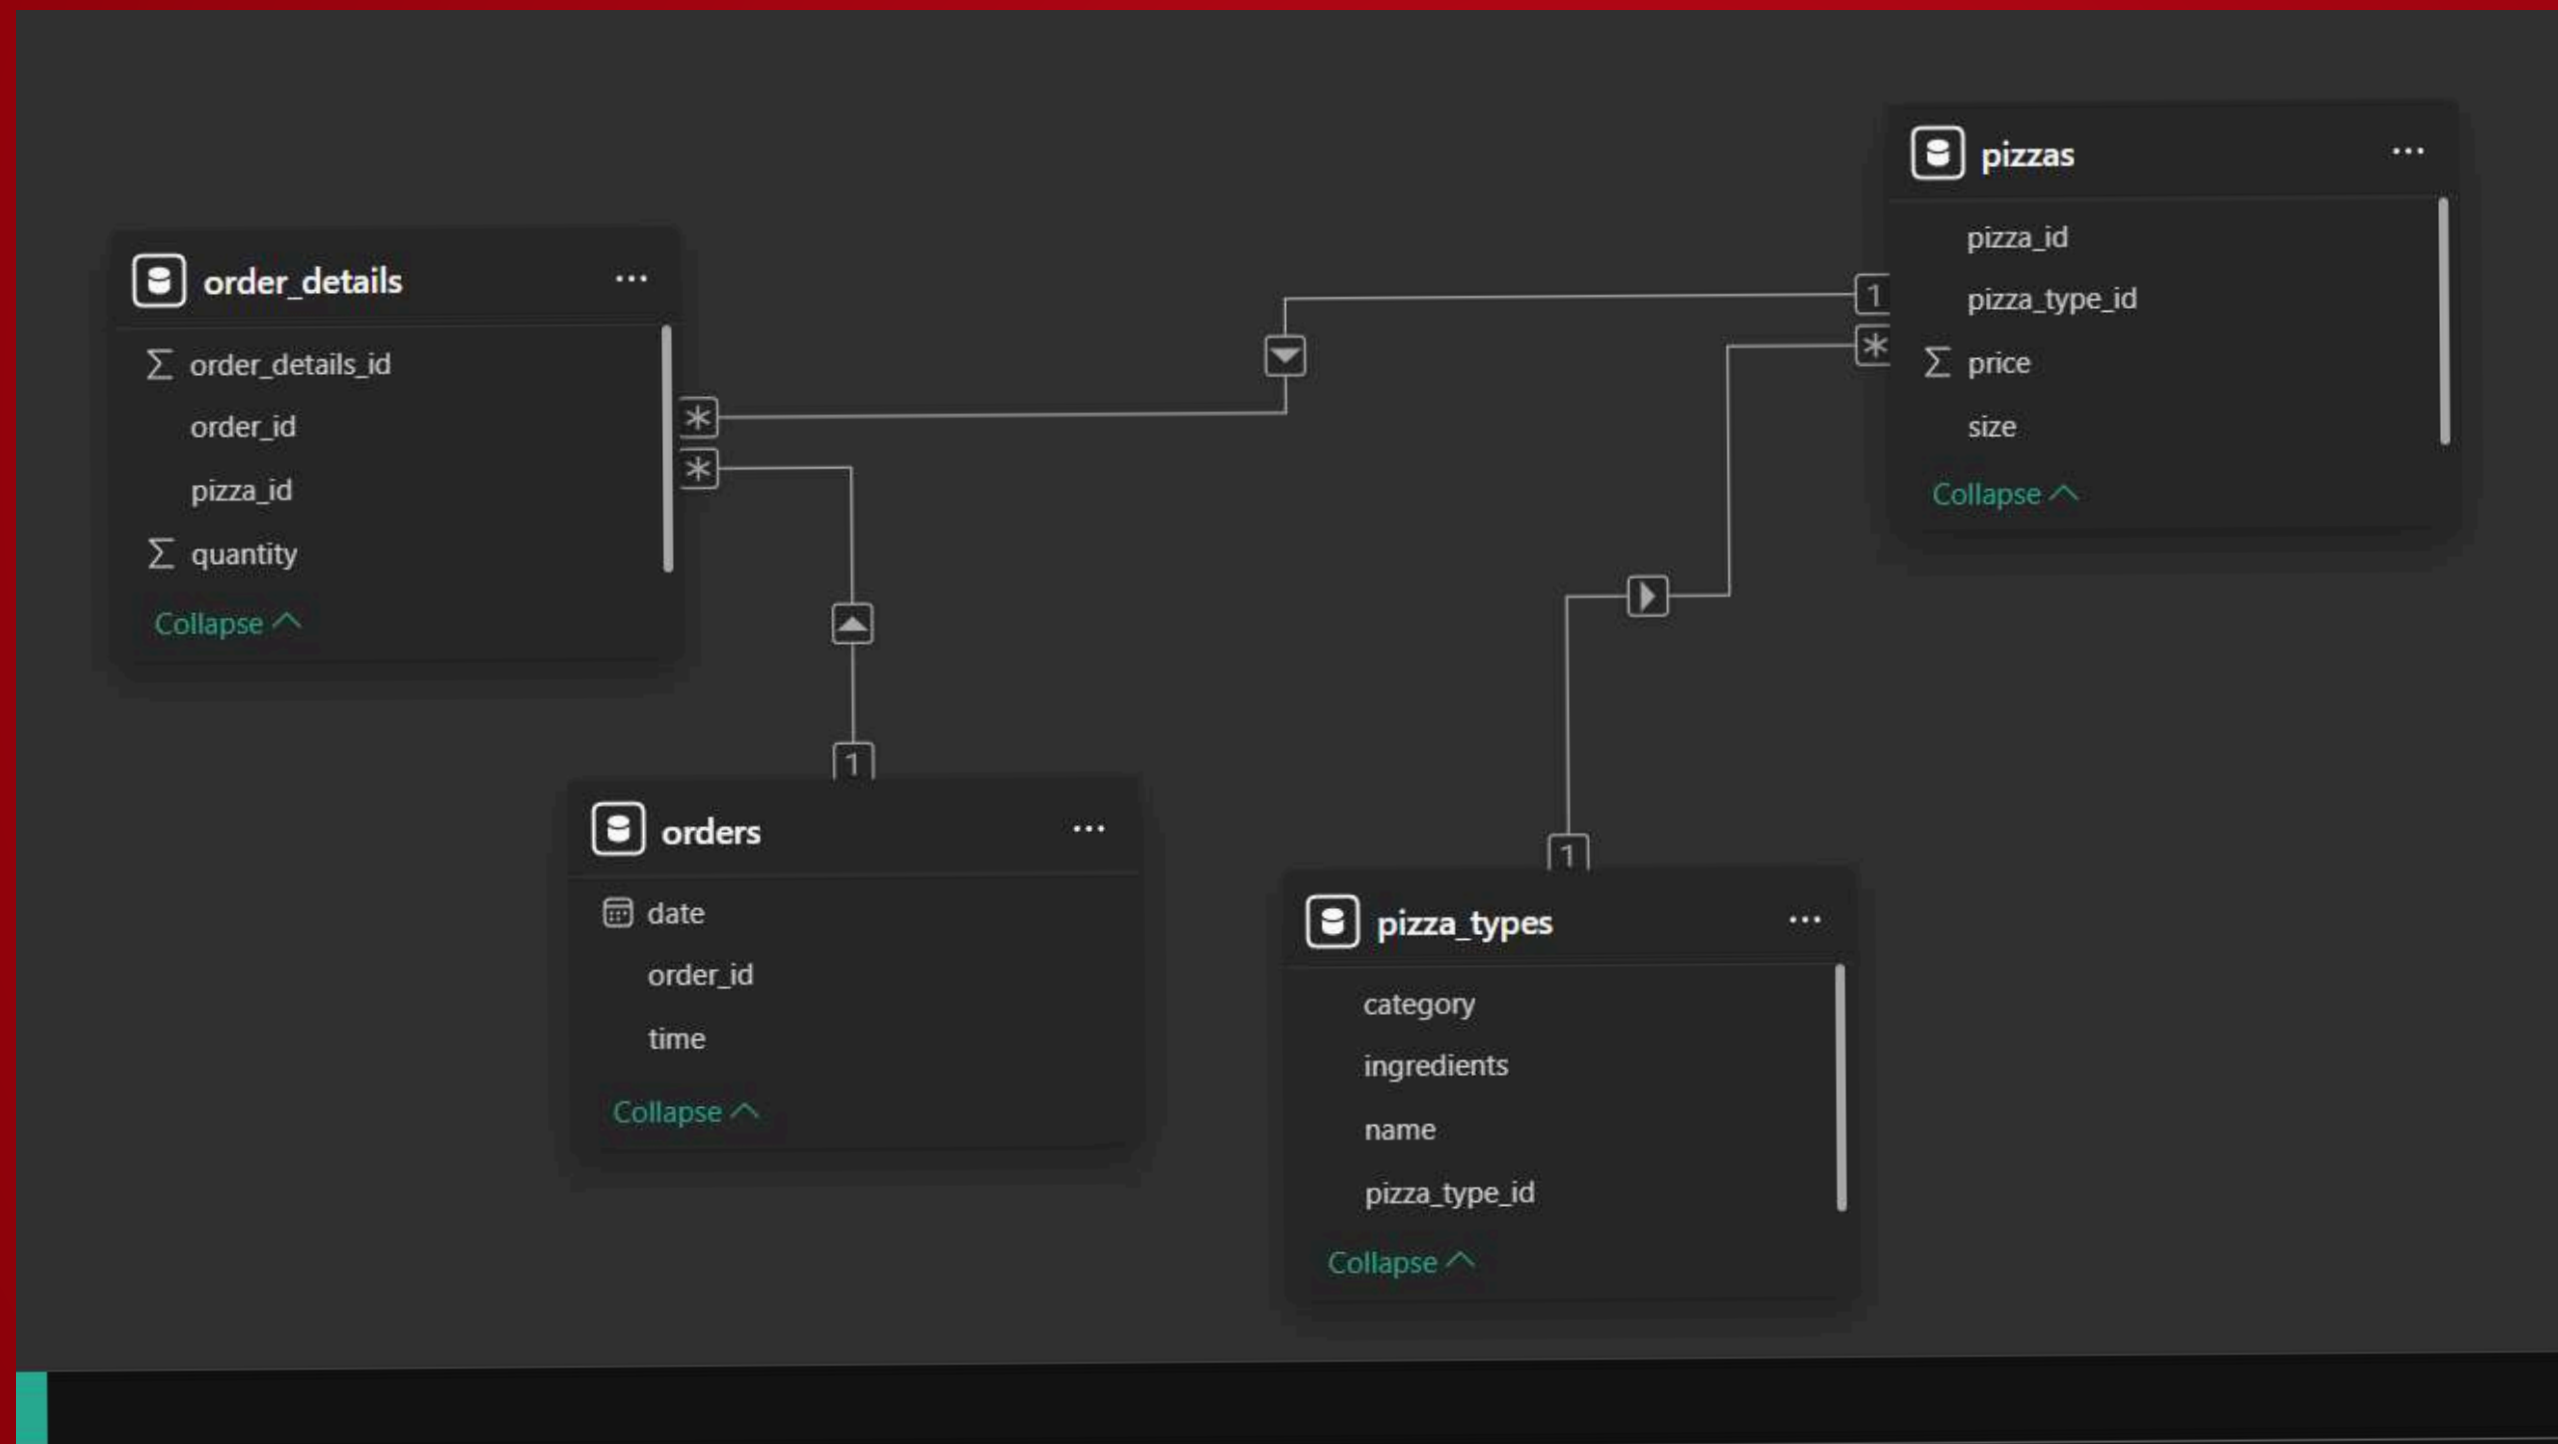 order_details
Σ order_details_id
order_id
pizza_id
Σ quantity
Collapse
*
*
pizzas
pizza_id
pizza_type_id
Σ price
size
Collapse
1
*
1
orders
date
order_id
time
Collapse
1
pizza_types
category
ingredients
name
pizza_type_id
Collapse